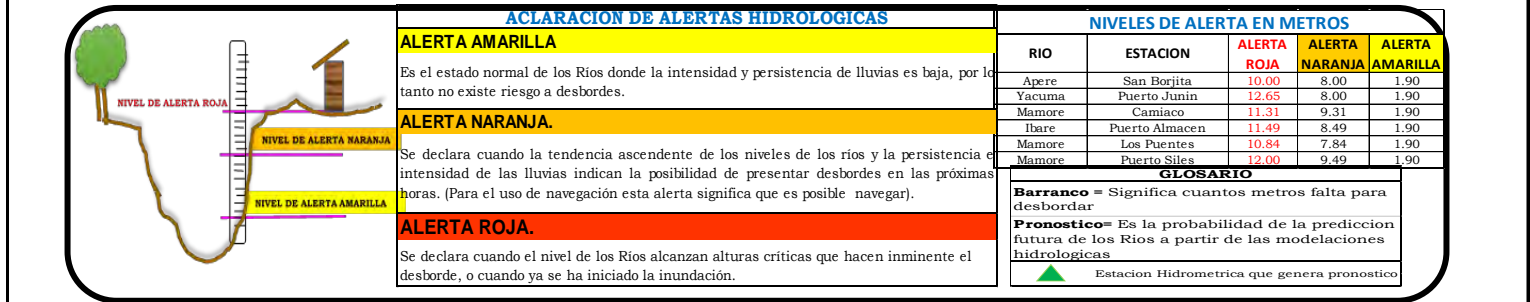 NIVEL DE ALERTA ROJA
NIVEL DE ALERTA NARANJA
NIVEL DE ALERTA AMARILLA
ACLARACION DE ALERTAS HIDROLOGICAS
ALERTA AMARILLA
Es el estado normal de los Ríos donde la intensidad y persistencia de lluvias es baja, por lo
tanto no existe riesgo a desbordes.
ALERTA NARANJA.
Se declara cuando la tendencia ascendente de los niveles de los ríos y la persistencia e
intensidad de las lluvias indican la posibilidad de presentar desbordes en las próximas
horas. (Para el uso de navegación esta alerta significa que es posible navegar).
ALERTA ROJA.
Se declara cuando el nivel de los Ríos alcanzan alturas críticas que hacen inminente el
desborde, o cuando ya se ha iniciado la inundación.
NIVELES DE ALERTA EN METROS
RIO ESTACION ALERTA ROJA ALERTA NARANJA ALERTA AMARILLA
Apere San Borjita 10.00 8.00 1.90
Yacuma Puerto Junin 12.65 8.00 1.90
Mamore Camiaco 11.31 9.31 1.90
Ibare Puerto Almacen 11.49 8.49 1.90
Mamore Los Puentes 10.84 7.84 1.90
Mamore Puerto Siles 12.00 9.49 1.90
GLOSARIO
Barranco = Significa cuantos metros falta para
desbordar
Pronostico= Es la probabilidad de la prediccion
futura de los Rios a partir de las modelaciones
hidrologicas
Estacion Hidrometrica que genera pronostico